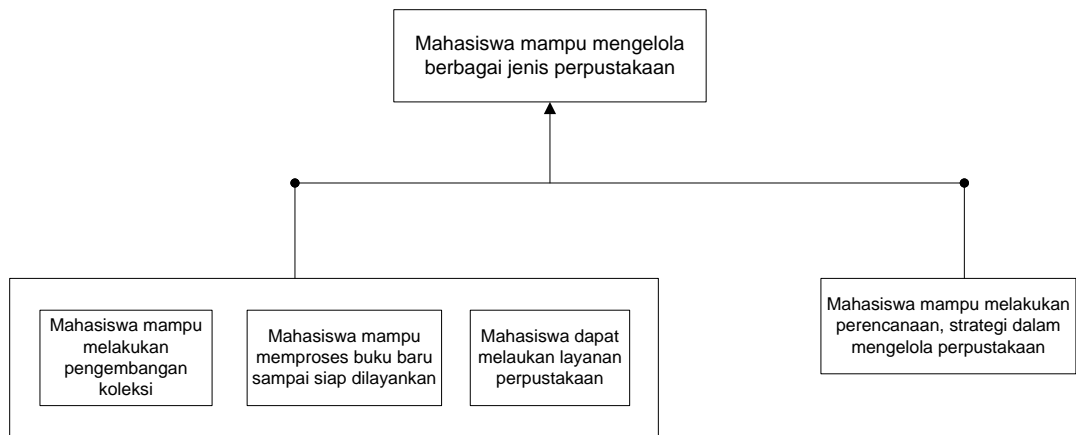 Mahasiswa mampu mengelola
berbagai jenis perpustakaan
Mahasiswa mampu
melakukan
pengembangan
koleksi
Mahasiswa mampu
memproses buku baru
sampai siap dilayankan
Mahasiswa dapat
melaukan layanan
perpustakaan
Mahasiswa mampu melakukan
perencanaan, strategi dalam
mengelola perpustakaan